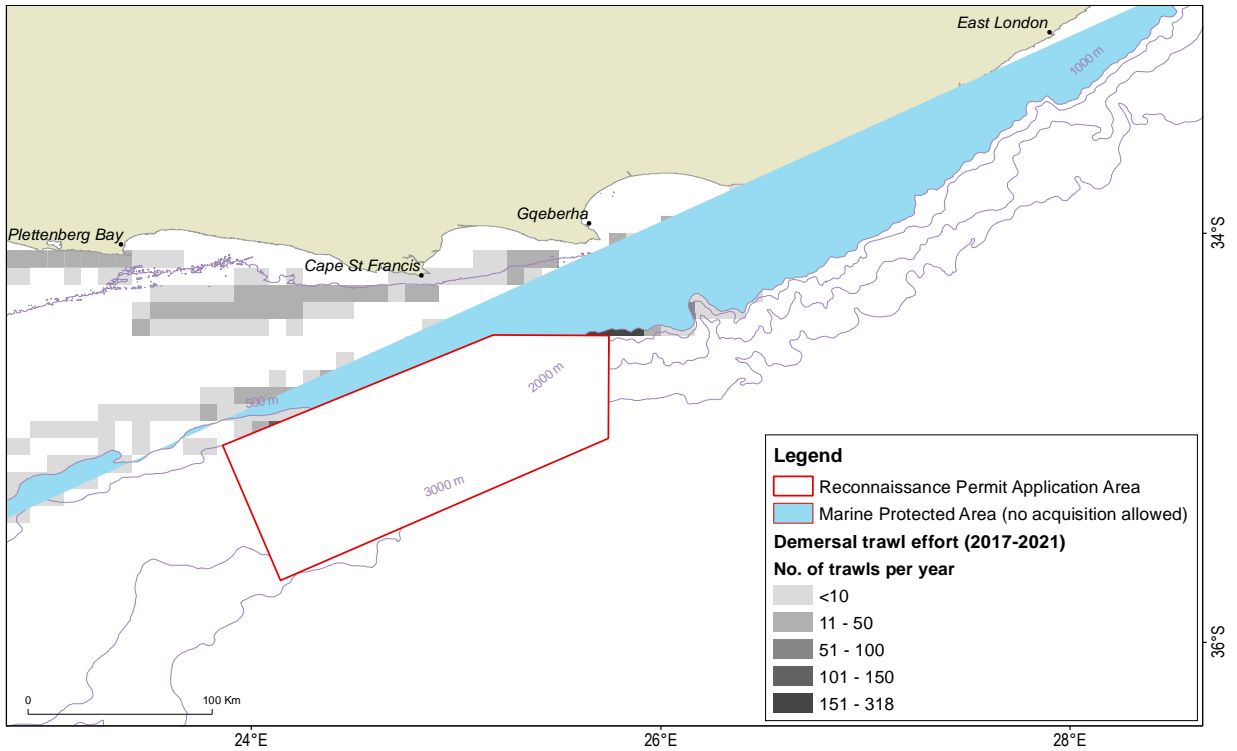 East London
1000 m
Gqeberha
34°S
Plettenberg Bay
Cape St Francis
2000 m
500 m
3000 m
Legend
Reconnaissance Permit Application Area
Marine Protected Area (no acquisition allowed)
Demersal trawl effort (2017-2021)
No. of trawls per year
<10
11 - 50
51 - 100
101 - 150
151 - 318
36°S
0 100 Km
24°E 26°E 28°E